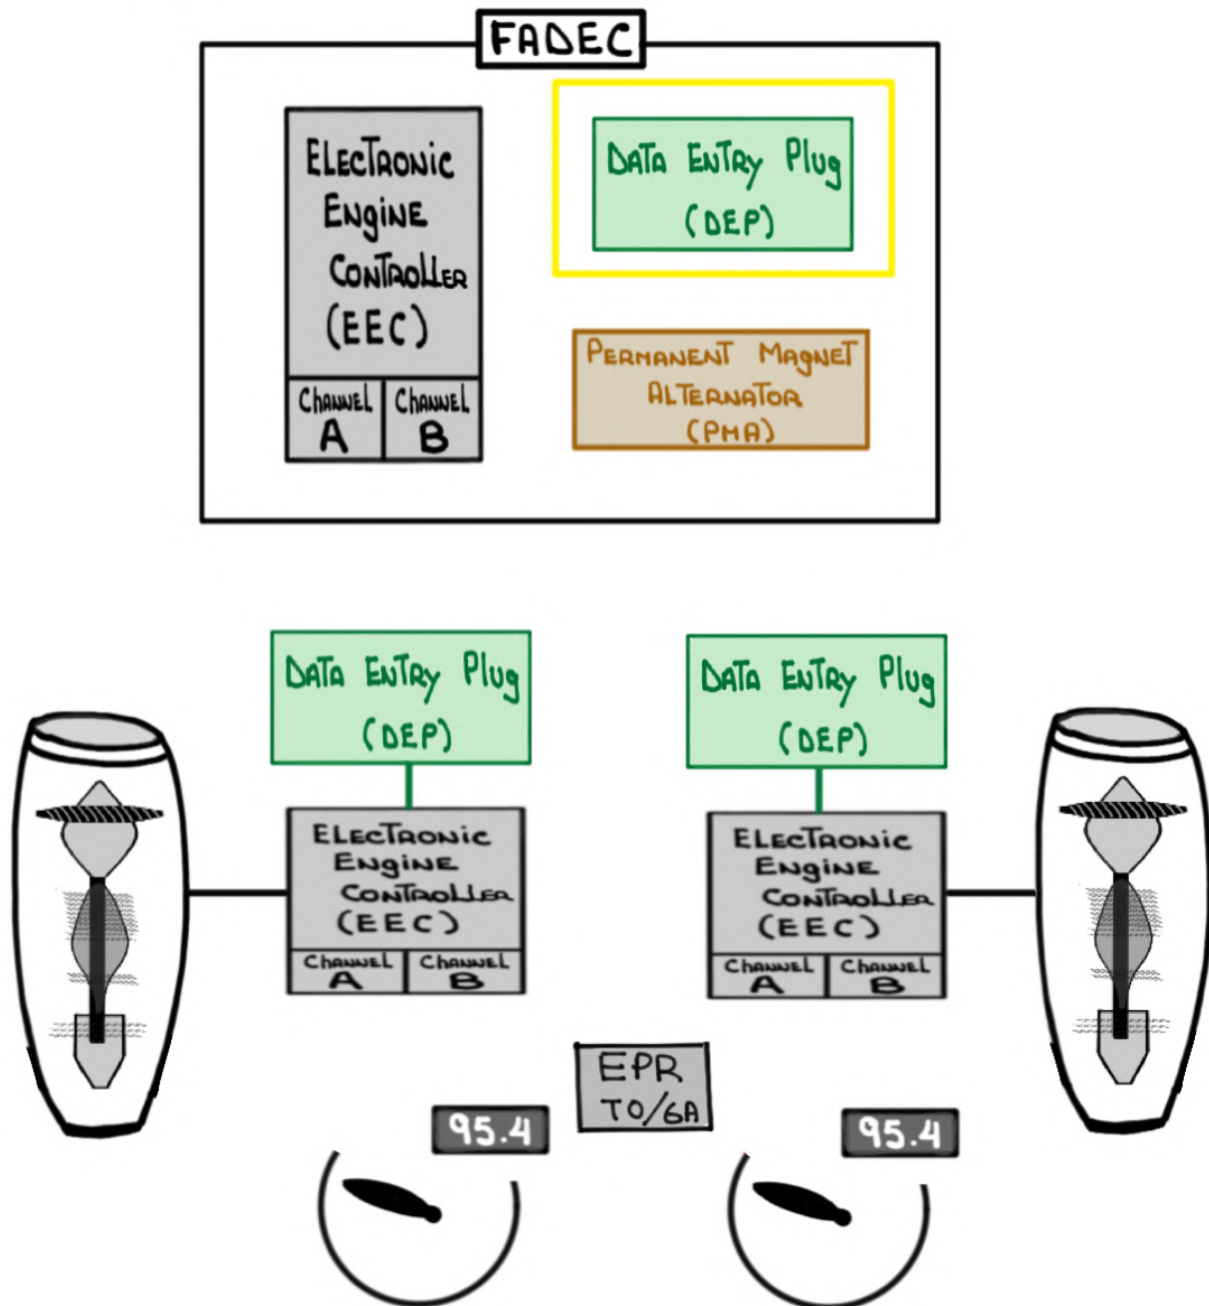 FADEC
ELECTRONIC
ENGINE
CONTROLLER
(EEC)
CHANNEL
A
CHANNEL
B
DATA ENTRY Plug
(DEP)
PERMANENT MAGNET
ALTERNATOR
(PMA)
DATA ENTRY Plug
(DEP)
DATA ENTRY Plug
(DEP)
ELECTRONIC
ENGINE
CONTROLLER
(EEC)
CHANNEL
A
CHANNEL
B
ELECTRONIC
ENGINE
CONTROLLER
(EEC)
CHANNEL
A
CHANNEL
B
EPR
TO/GA
95.4
95.4